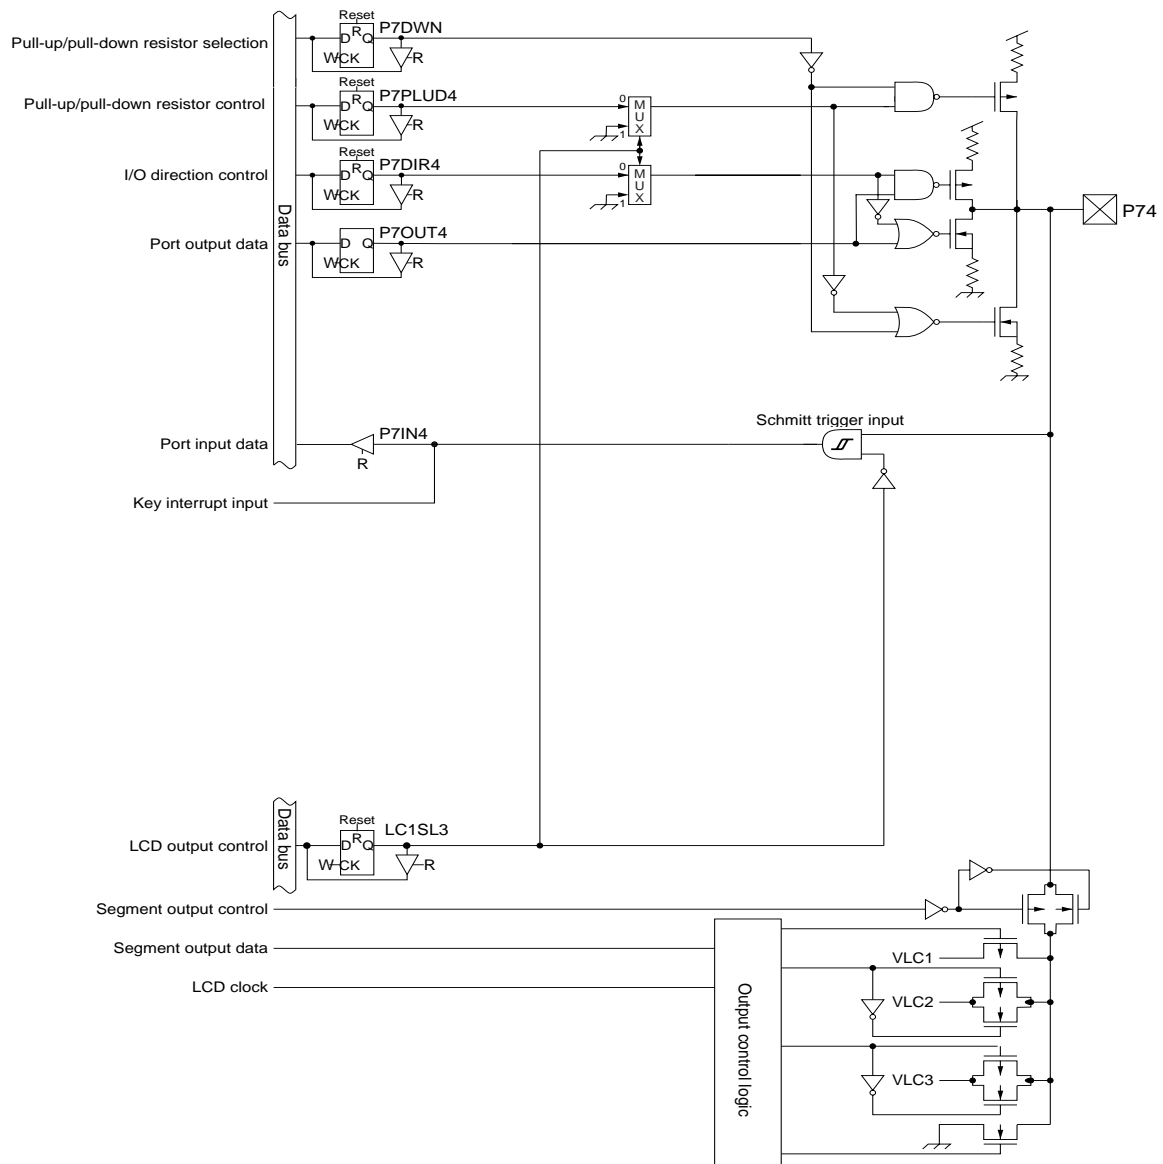 Reset
Pull-up/pull-down resistor selection
D R Q
P7DWN
WCK
R
Reset
Pull-up/pull-down resistor control
D R Q
P7PLUD4
WCK
R
0
MUX
1
Reset
I/O direction control
D R Q
P7DIR4
WCK
R
0
MUX
1
Data bus
P74
Port output data
D Q
P7OUT4
WCK
R
Schmitt trigger input
Port input data
P7IN4
R
Key interrupt input
Data bus
Reset
LCD output control
D R Q
LC1SL3
WCK
R
Segment output control
Segment output data
VLC1
LCD clock
Output control logic
VLC2
VLC3